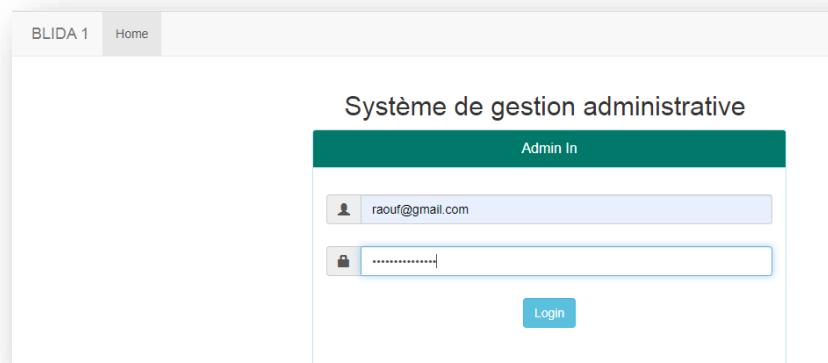 BLIDA 1 Home
Système de gestion administrative
Admin In
raouf@gmail.com
•••••••••••••••
Login